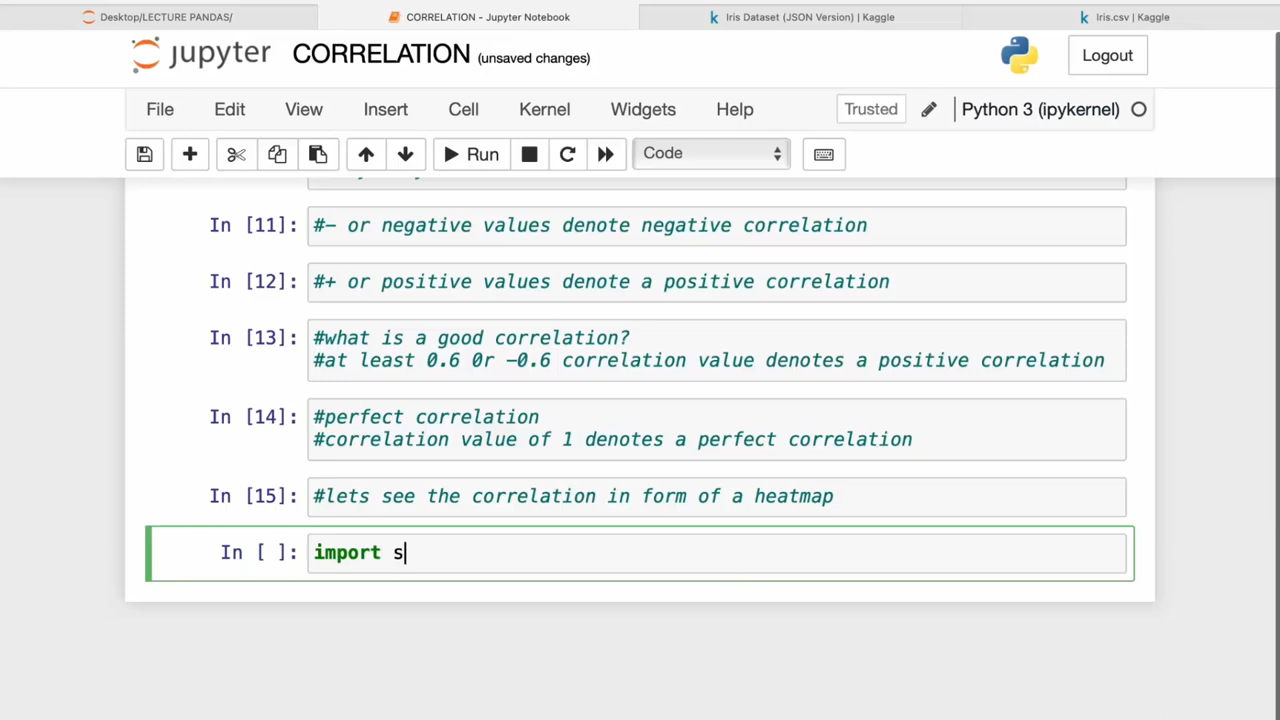 Desktop/LECTURE PANDAS/
CORRELATION - Jupyter Notebook
Iris Dataset (JSON Version) | Kaggle
Iris.csv | Kaggle
jupyter CORRELATION (unsaved changes)
Logout
File Edit View Insert Cell Kernel Widgets Help
Trusted
Python 3 (ipykernel)
Run
Code
In [11]: #- or negative values denote negative correlation
In [12]: #+ or positive values denote a positive correlation
In [13]: #what is a good correlation?
#at least 0.6 0r -0.6 correlation value denotes a positive correlation
In [14]: #perfect correlation
#correlation value of 1 denotes a perfect correlation
In [15]: #lets see the correlation in form of a heatmap
In [ ]: import s